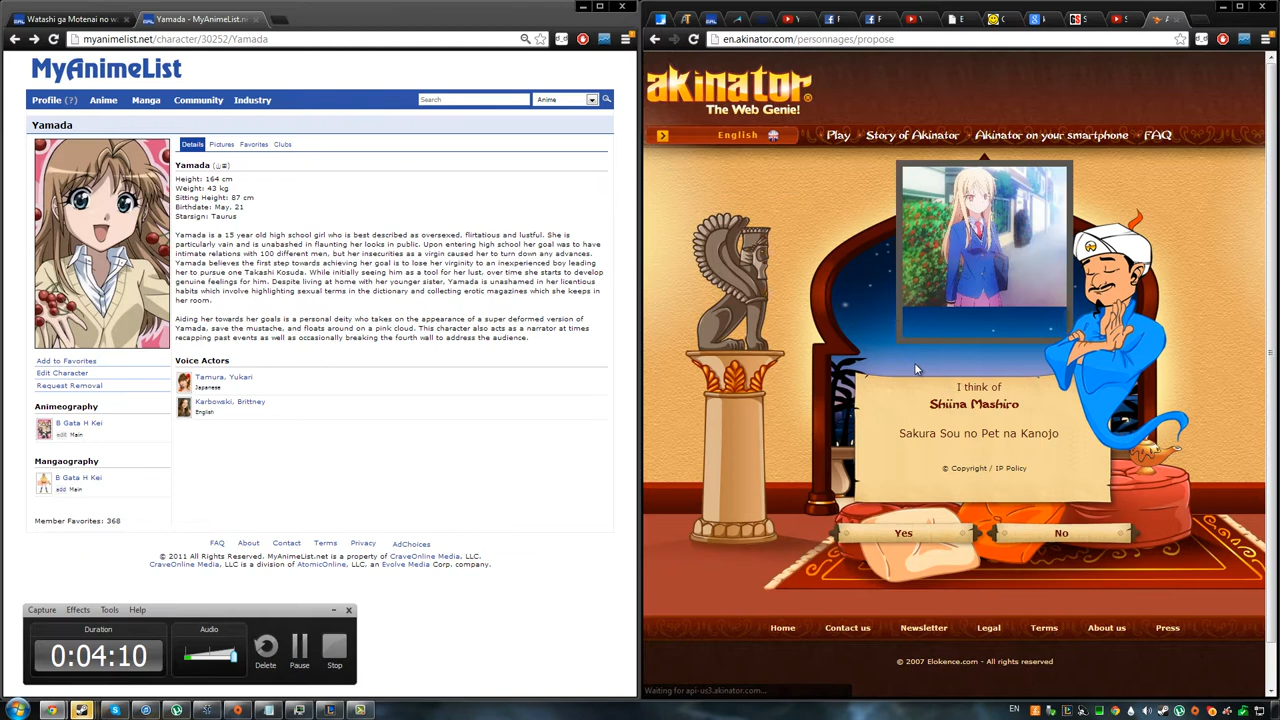 Watashi ga Motenai no w
Yamada - MyAnimeList.ne
myanimelist.net/character/30252/Yamada
MyAnimeList
Profile (?) Anime Manga Community Industry
Search
Anime
Yamada
Details Pictures Favorites Clubs
Height: 164 cm
Weight: 43 kg
Sitting Height: 87 cm
Birthdate: May, 21
Starsign: Taurus
Yamada is a 15 year old high school girl who is best described as oversexed, flirtatious and lustful. She is
particularly vain and is unabashed in flaunting her looks in public. Upon entering high school her goal was to have
intimate relations with 100 different men, but her insecurities as a virgin caused her to turn down any advances.
Yamada believes the first step towards achieving her goal is to lose her virginity to an inexperienced boy leading
her to pursue one Takashi Kosuda. While initially seeing him as a tool for her lust, over time she starts to develop
genuine feelings for him. Despite living at home with her younger sister, Yamada is unashamed in her licentious
habits which involve highlighting sexual terms in the dictionary and collecting erotic magazines which she keeps in
her room.
Aiding her towards her goals is a personal deity who takes on the appearance of a super deformed version of
Yamada, save the mustache, and floats around on a pink cloud. This character also acts as a narrator at times
recapping past events as well as occasionally breaking the fourth wall to address the audience.
Voice Actors
Tamura, Yukari
Japanese
Karbowski, Brittney
English
Add to Favorites
Edit Character
Request Removal
Animeography
B Gata H Kei
edit Main
Mangaography
B Gata H Kei
add Main
Member Favorites: 368
FAQ About Contact Terms Privacy AdChoices
© 2011 All Rights Reserved. MyAnimeList.net is a property of CraveOnline Media, LLC.
CraveOnline Media, LLC is a division of AtomicOnline, LLC, an Evolve Media Corp. company.
Capture Effects Tools Help
Duration
0:04:10
Audio
Delete Pause Stop
en.akinator.com/personnages/propose
akinator®
The Web Genie!
English
Play Story of Akinator Akinator on your smartphone FAQ
I think of
Shiina Mashiro
Sakura Sou no Pet na Kanojo
© Copyright / IP Policy
Yes No
Home Contact us Newsletter Legal Terms About us Press
© 2007 Elokence.com - All rights reserved
Waiting for api-us3.akinator.com...
EN